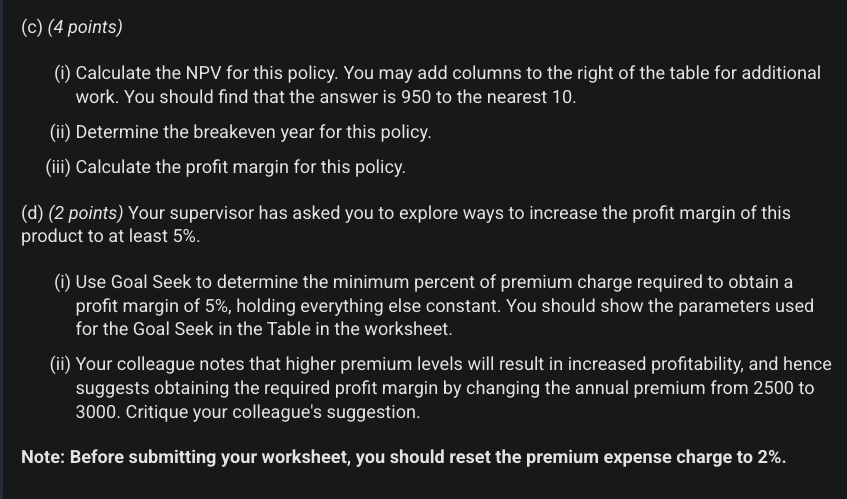 (c) (4 points)
(i) Calculate the NPV for this policy. You may add columns to the right of the table for additional
work. You should find that the answer is 950 to the nearest 10.
(ii) Determine the breakeven year for this policy.
(iii) Calculate the profit margin for this policy.
(d) (2 points) Your supervisor has asked you to explore ways to increase the profit margin of this
product to at least 5%.
(i) Use Goal Seek to determine the minimum percent of premium charge required to obtain a
profit margin of 5%, holding everything else constant. You should show the parameters used
for the Goal Seek in the Table in the worksheet.
(ii) Your colleague notes that higher premium levels will result in increased profitability, and hence
suggests obtaining the required profit margin by changing the annual premium from 2500 to
3000. Critique your colleague's suggestion.
Note: Before submitting your worksheet, you should reset the premium expense charge to 2%.